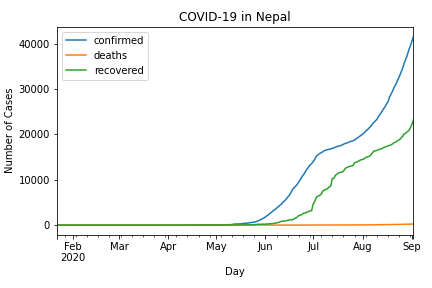 COVID-19 in Nepal
confirmed
deaths
recovered
Number of Cases
40000
30000
20000
10000
0
Feb Mar Apr May Jun Jul Aug Sep
2020
Day